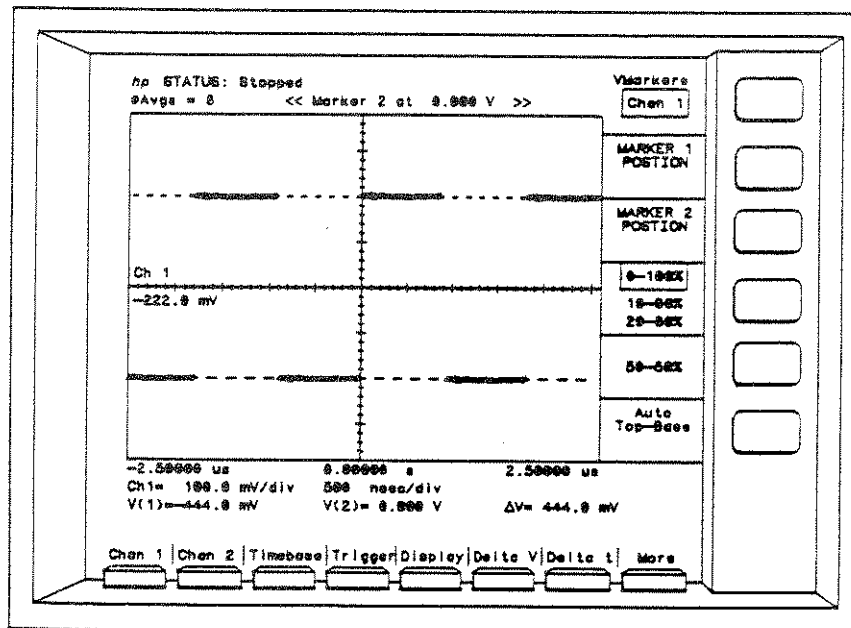 hp STATUS: Stopped
#Avgs = 8 << Marker 2 at 0.000 V >>
VMarkers
Chan 1
MARKER 1
POSTION
MARKER 2
POSTION
Ch 1
-222.0 mV
0-100%
10-90%
20-80%
50-50%
Auto
Top-Base
-2.50000 us 0.00000 s 2.50000 us
Ch1= 100.0 mV/div 500 nsec/div
V(1)=-444.0 mV V(2)= 0.000 V ΔV= 444.0 mV
Chan 1 Chan 2 Timebase Trigger Display Delta V Delta t More